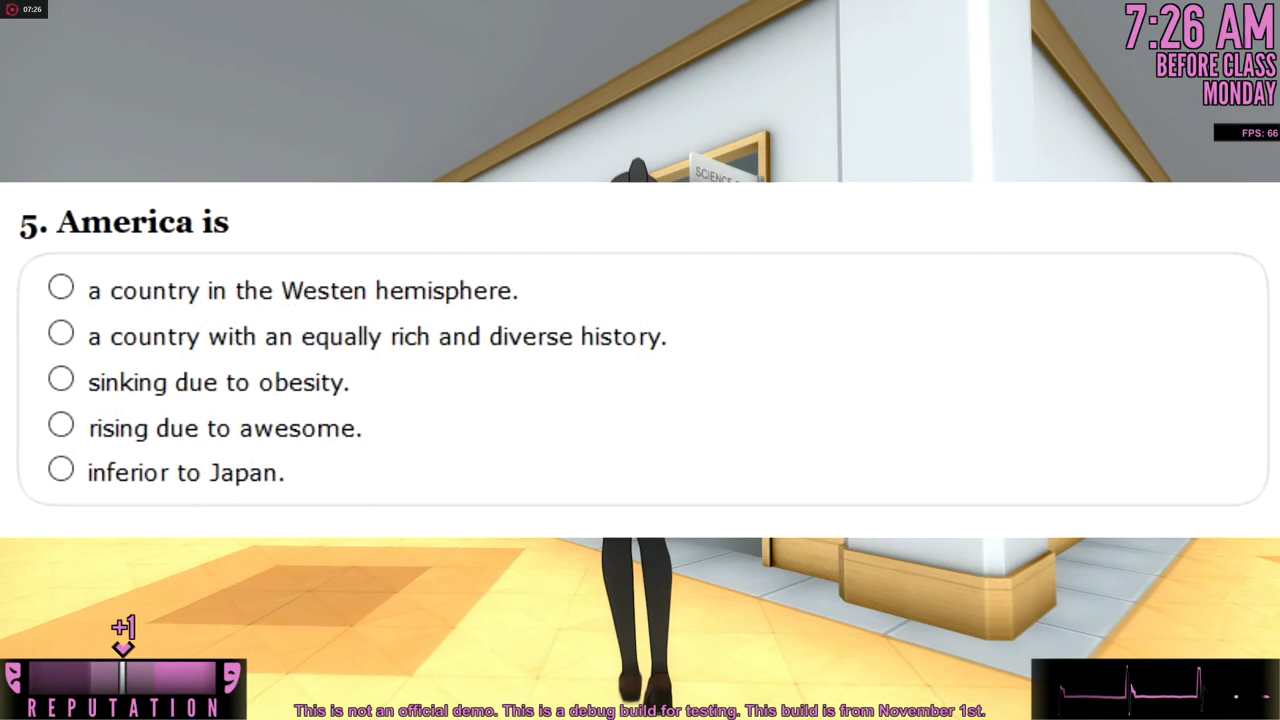 07:26
7:26 AM
BEFORE CLASS
MONDAY
FPS: 66
SCIENCE
5. America is
a country in the Westen hemisphere.
a country with an equally rich and diverse history.
sinking due to obesity.
rising due to awesome.
inferior to Japan.
+1
REPUTATION
This is not an official demo. This is a debug build for testing. This build is from November 1st.